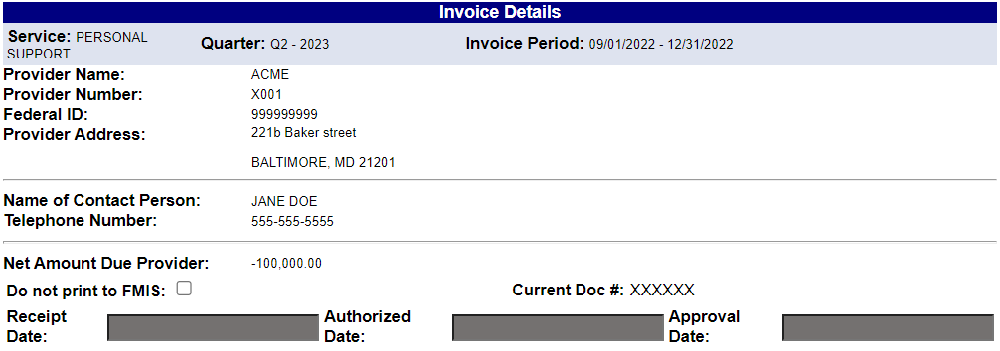 Invoice Details
Service: PERSONAL SUPPORT Quarter: Q2 - 2023 Invoice Period: 09/01/2022 - 12/31/2022
Provider Name: ACME
Provider Number: X001
Federal ID: 999999999
Provider Address: 221b Baker street
BALTIMORE, MD 21201
Name of Contact Person: JANE DOE
Telephone Number: 555-555-5555
Net Amount Due Provider: -100,000.00
Do not print to FMIS: Current Doc #: XXXXXX
Receipt Date: Authorized Date: Approval Date: